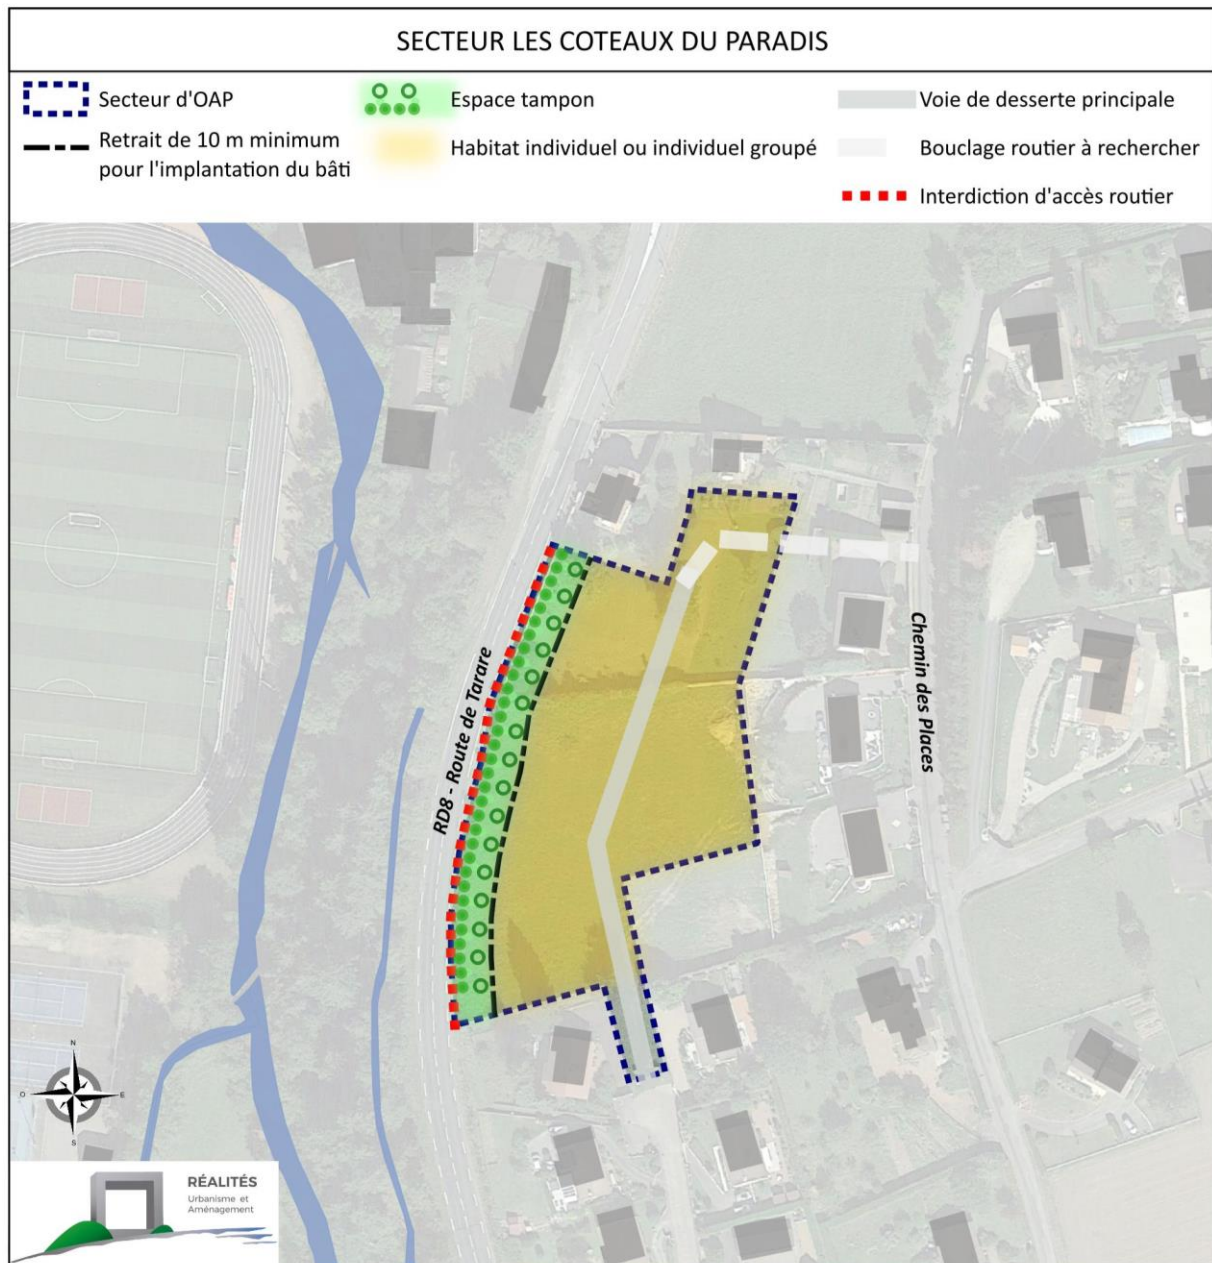 SECTEUR LES COTEAUX DU PARADIS
Secteur d'OAP
Retrait de 10 m minimum
pour l'implantation du bâti
Espace tampon
Habitat individuel ou individuel groupé
Voie de desserte principale
Bouclage routier à rechercher
Interdiction d'accès routier
RD8 - Route de Tarare
Chemin des Places
N
O
E
S
RÉALITÉS
Urbanisme et
Aménagement